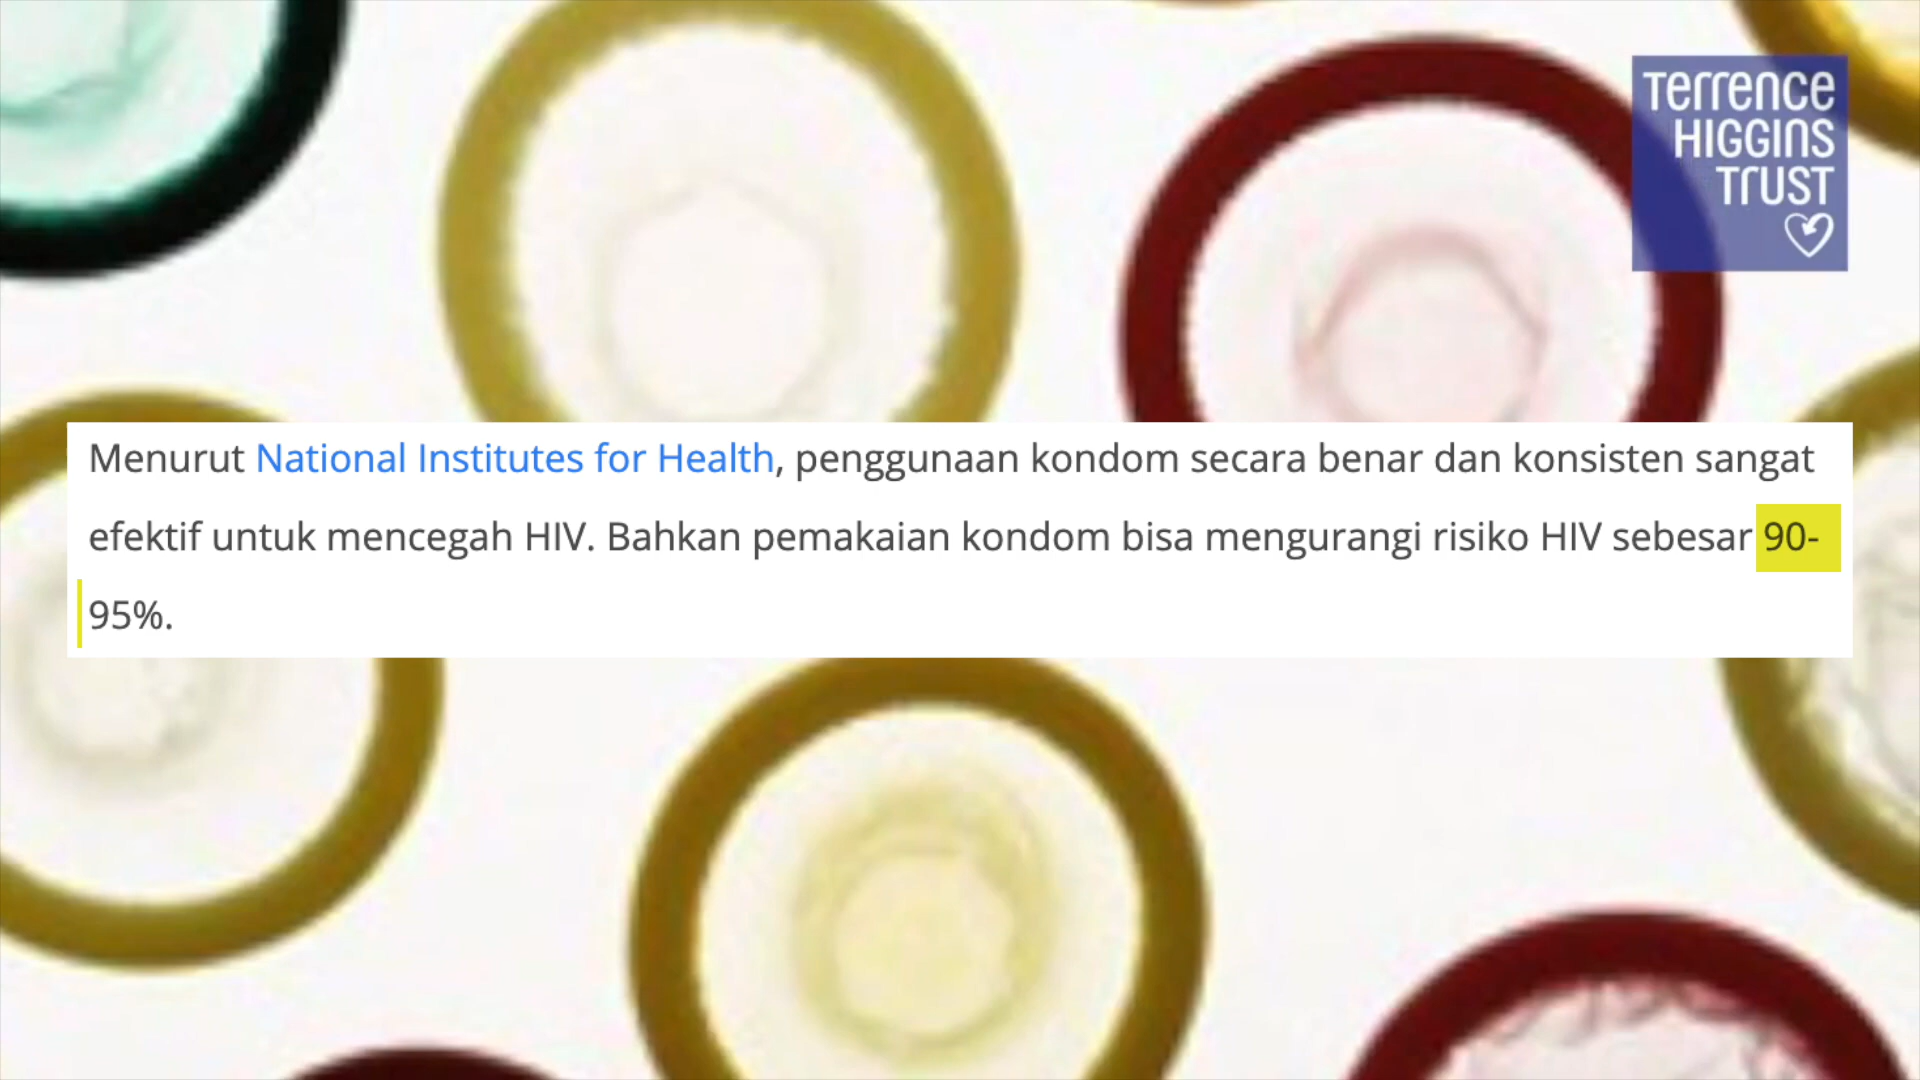 Terrence
HIGGINS
TRUST
Menurut National Institutes for Health, penggunaan kondom secara benar dan konsisten sangat
efektif untuk mencegah HIV. Bahkan pemakaian kondom bisa mengurangi risiko HIV sebesar 90-
95%.